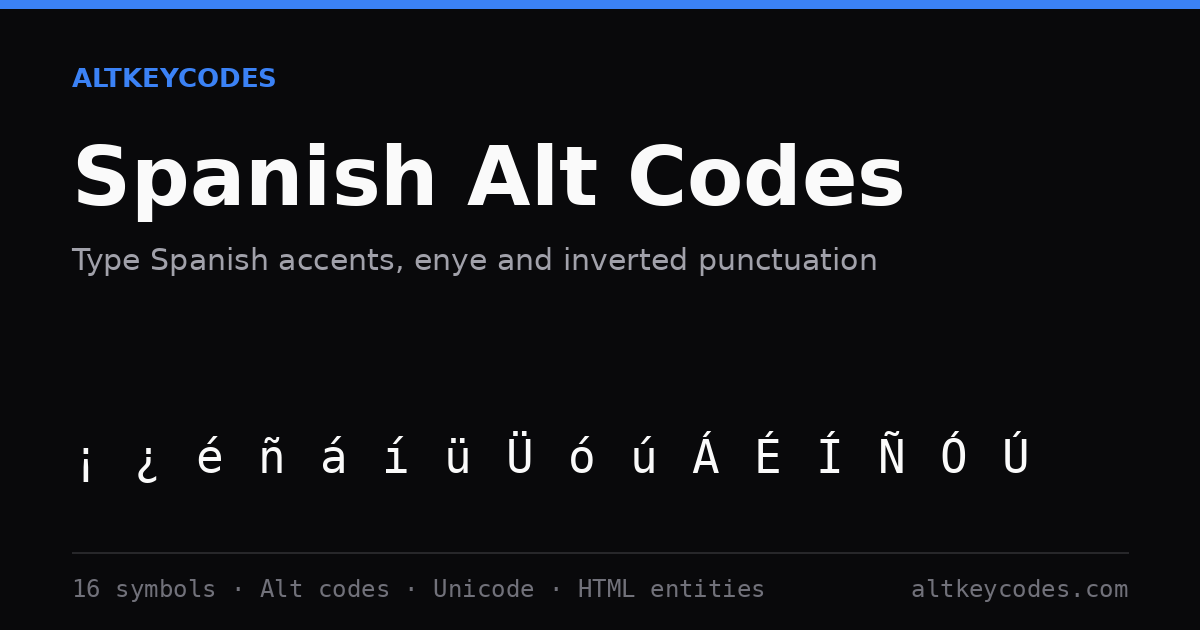 ALTKEYCODES
Spanish Alt Codes
Type Spanish accents, enye and inverted punctuation
¡ ¿ é ñ á í ü Ü ó ú Á É Í Ñ Ó Ú
16 symbols · Alt codes · Unicode · HTML entities altkeycodes.com